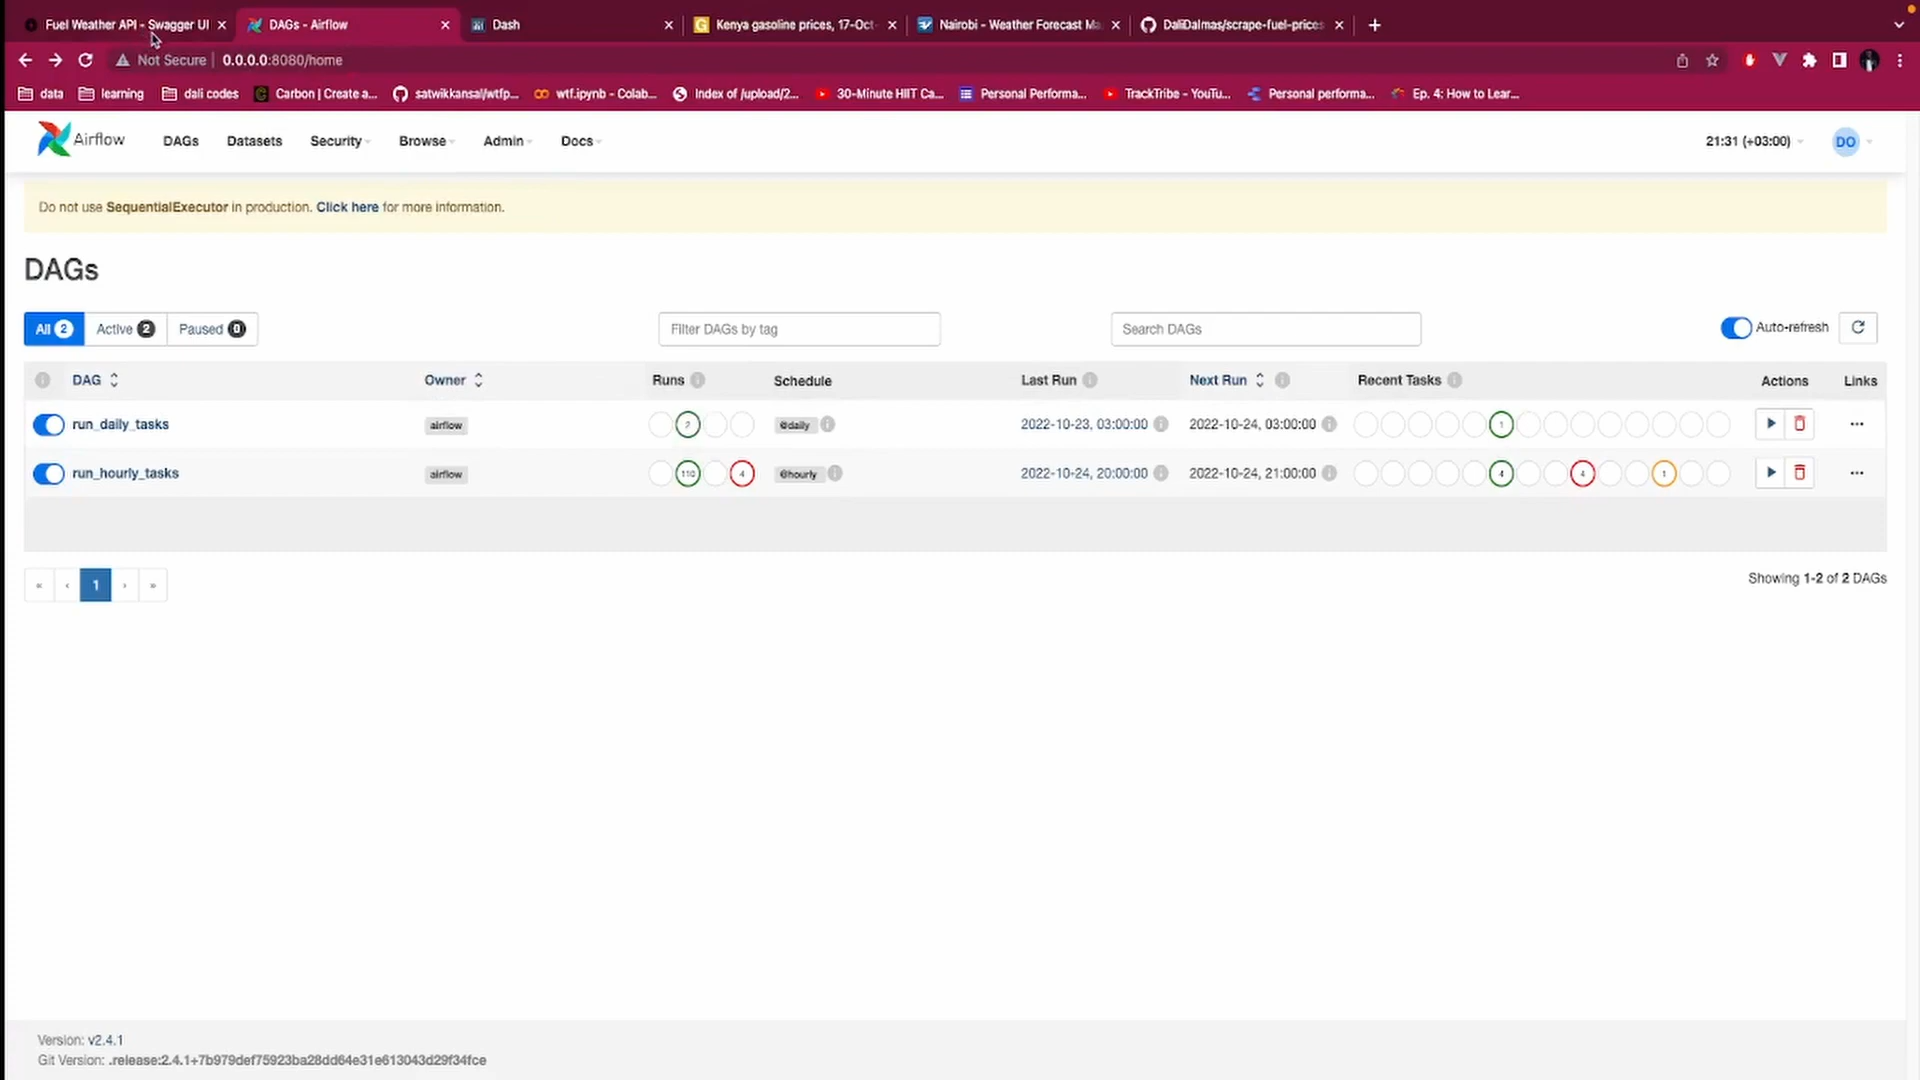 Fuel Weather API - Swagger UI
DAGs - Airflow
Dash
Kenya gasoline prices, 17-Oct
Nairobi - Weather Forecast Ma
DaliDalmas/scrape-fuel-prices
Not Secure | 0.0.0.0:8080/home
data learning dali codes Carbon | Create a... satwikkansal/wtfp... wtf.ipynb - Colab... Index of /upload/2... 30-Minute HIIT Ca... Personal Performa... TrackTribe - YouTu... Personal performa... Ep. 4: How to Lear...
Airflow DAGs Datasets Security Browse Admin Docs 21:31 (+03:00) DO
Do not use SequentialExecutor in production. Click here for more information.
DAGs
All 2 Active 2 Paused 0 Filter DAGs by tag Search DAGs Auto-refresh
DAG Owner Runs Schedule Last Run Next Run Recent Tasks Actions Links
run_daily_tasks airflow 2 @daily 2022-10-23, 03:00:00 2022-10-24, 03:00:00 1 ...
run_hourly_tasks airflow 110 4 @hourly 2022-10-24, 20:00:00 2022-10-24, 21:00:00 4 4 1 ...
« ‹ 1 › » Showing 1-2 of 2 DAGs
Version: v2.4.1
Git Version: .release:2.4.1+7b979def75923ba28dd64e31e613043d29f34fce